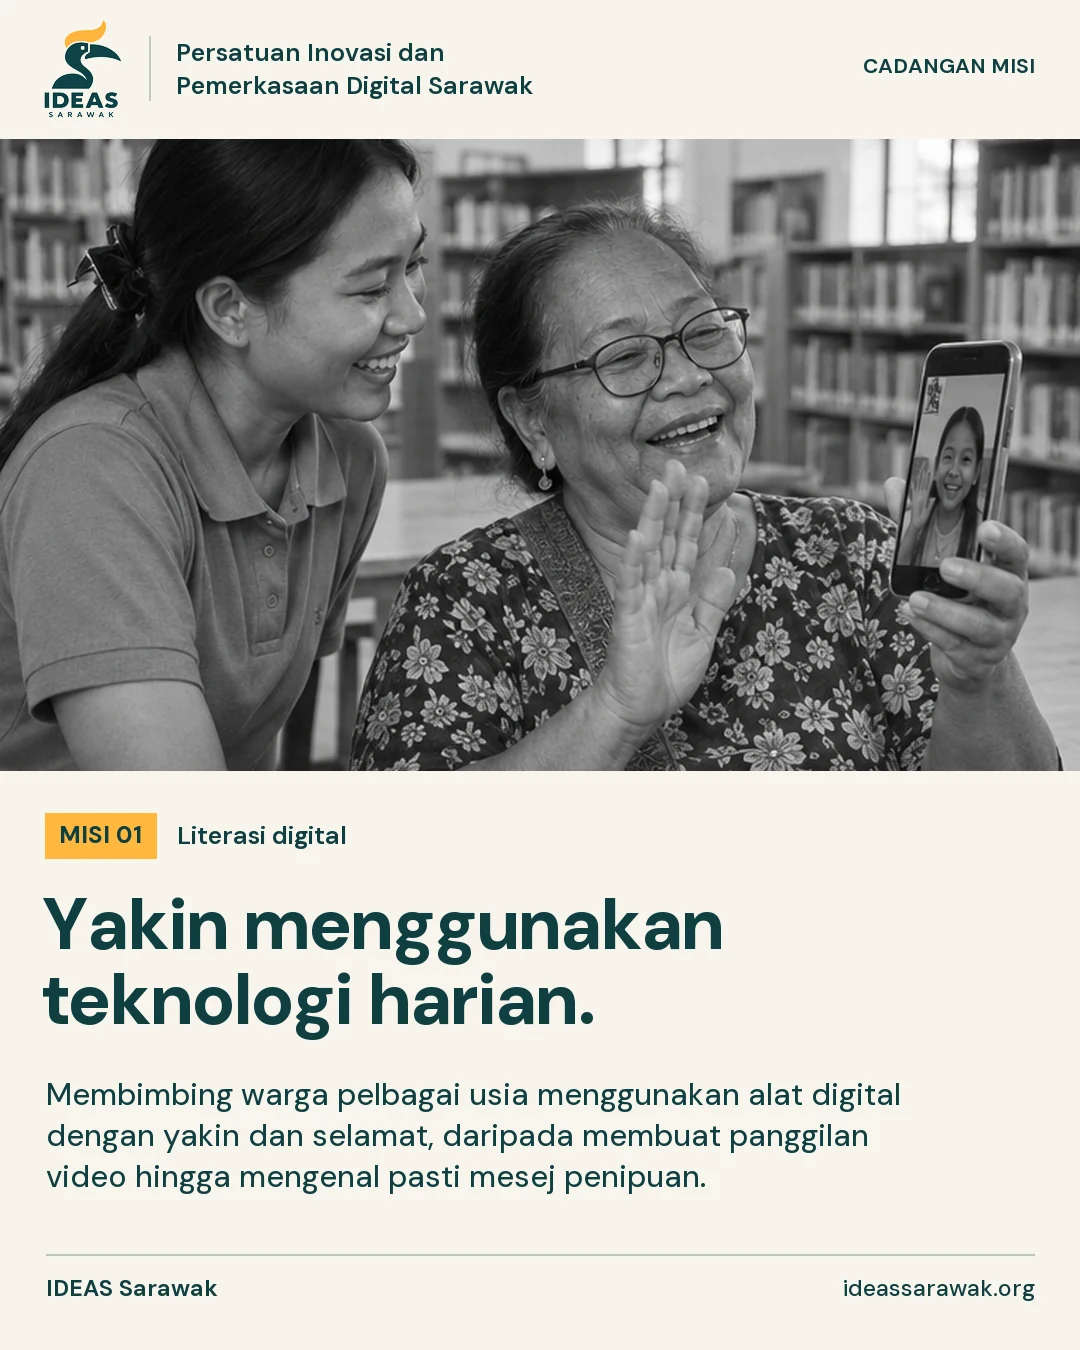 IDEAS
SARAWAK
Persatuan Inovasi dan
Pemerkasaan Digital Sarawak
CADANGAN MISI
MISI 01
Literasi digital
Yakin menggunakan
teknologi harian.
Membimbing warga pelbagai usia menggunakan alat digital
dengan yakin dan selamat, daripada membuat panggilan
video hingga mengenal pasti mesej penipuan.
IDEAS Sarawak
ideassarawak.org